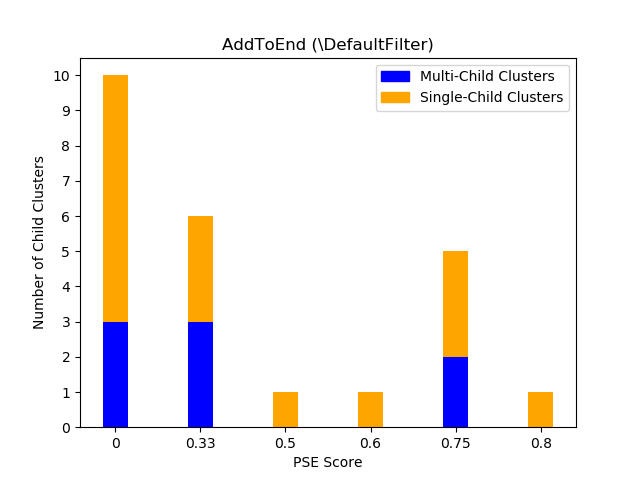 AddToEnd (\DefaultFilter)
Multi-Child Clusters
Single-Child Clusters
Number of Child Clusters
10
9
8
7
6
5
4
3
2
1
0
0 0.33 0.5 0.6 0.75 0.8
PSE Score